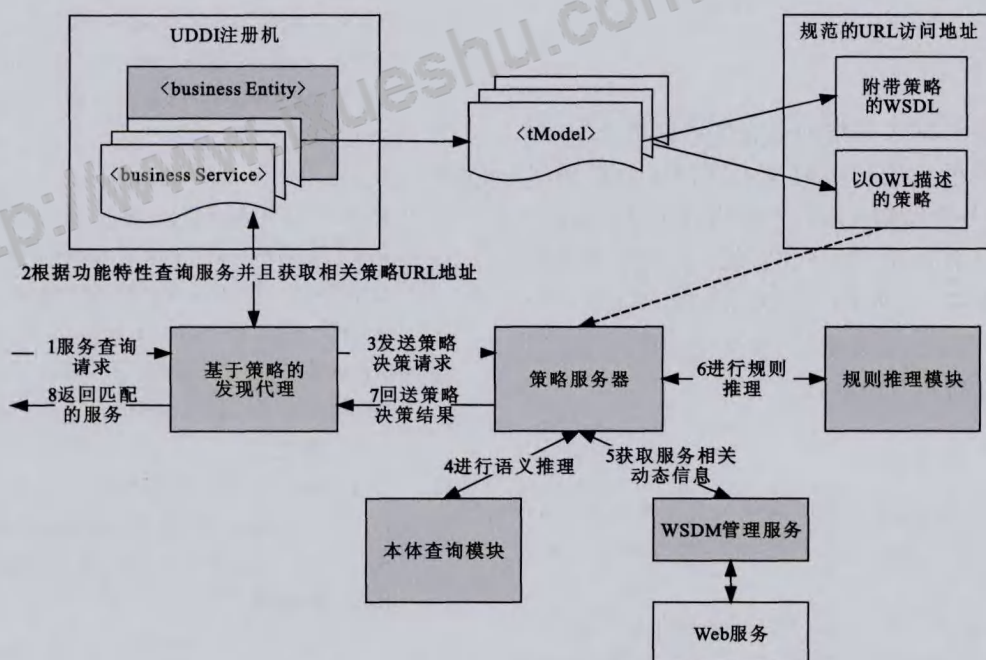 UDDI注册机
规范的URL访问地址
<business Entity>
<business Service>
<tModel>
附带策略
的WSDL
以OWL描述
的策略
2根据功能特性查询服务并且获取相关策略URL地址
1服务查询
请求
8返回匹配
的服务
基于策略的
发现代理
3发送策略
决策请求
7回送策略
决策结果
策略服务器
6进行规则
推理
规则推理模块
4进行语义推理
5获取服务相关
动态信息
本体查询模块
WSDM管理服务
Web服务
http://www.ixueshu.com